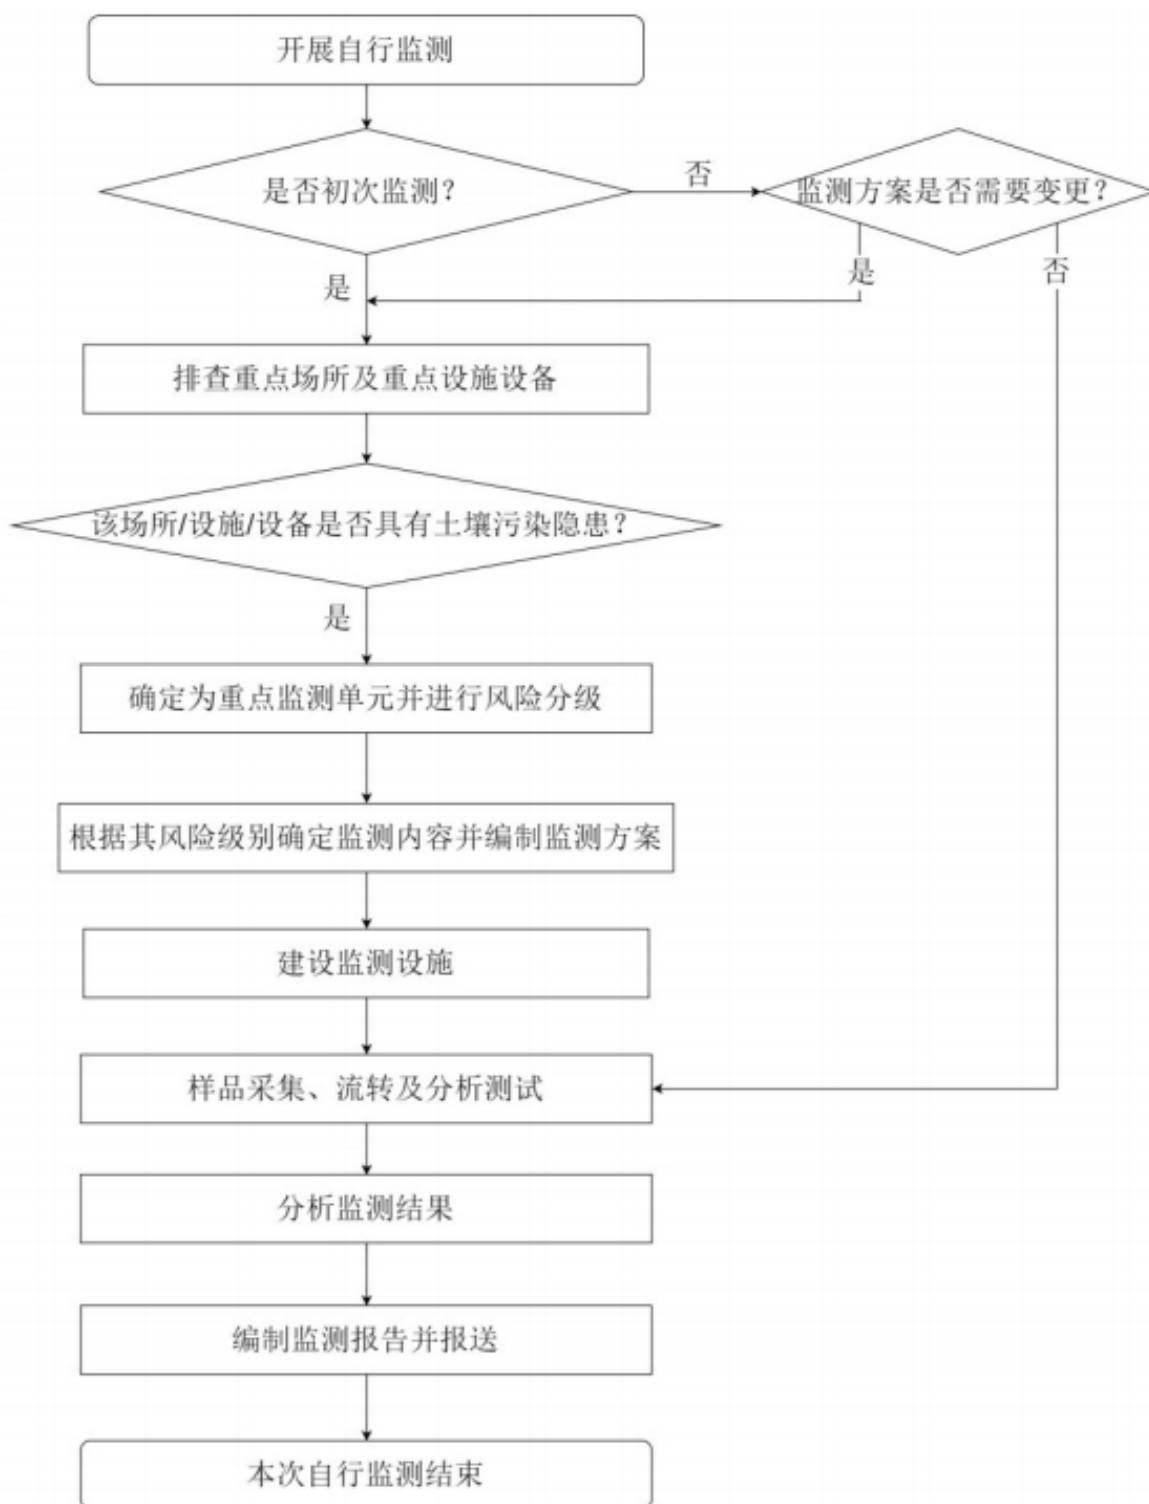 开展自行监测
是否初次监测？
否
监测方案是否需要变更？
是
是
否
排查重点场所及重点设施设备
该场所/设施/设备是否具有土壤污染隐患？
是
确定为重点监测单元并进行风险分级
根据其风险级别确定监测内容并编制监测方案
建设监测设施
样品采集、流转及分析测试
分析监测结果
编制监测报告并报送
本次自行监测结束